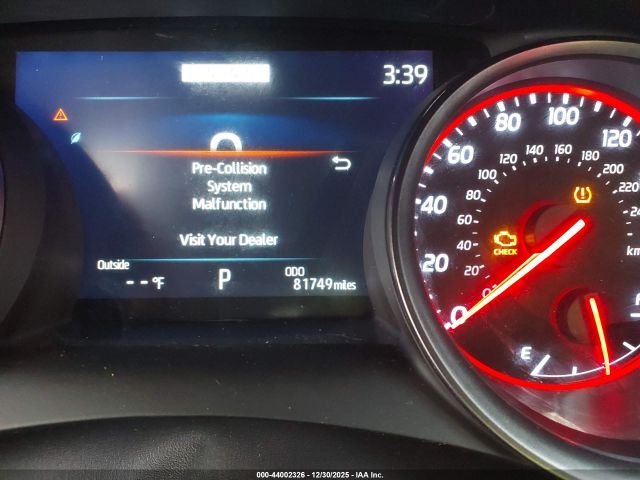 3:39
Pre-Collision
System
Malfunction
Visit Your Dealer
Outside
- - °F
P
ODO
81749 miles
0 20 40 60 80 100 120
20 40 60 80 100 120 140 160 180 200 220
km
CHECK
E
000-44002326 - 12/30/2025 - IAA Inc.